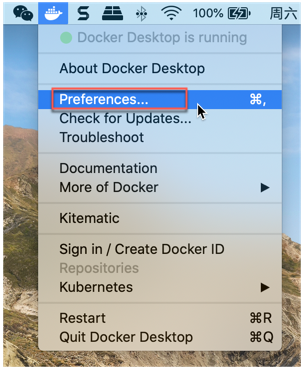 100% 周六
Docker Desktop is running
About Docker Desktop
Preferences... ⌘,
Check for Updates...
Troubleshoot
Documentation
More of Docker
Kitematic
Sign in / Create Docker ID
Repositories
Kubernetes
Restart ⌘R
Quit Docker Desktop ⌘Q